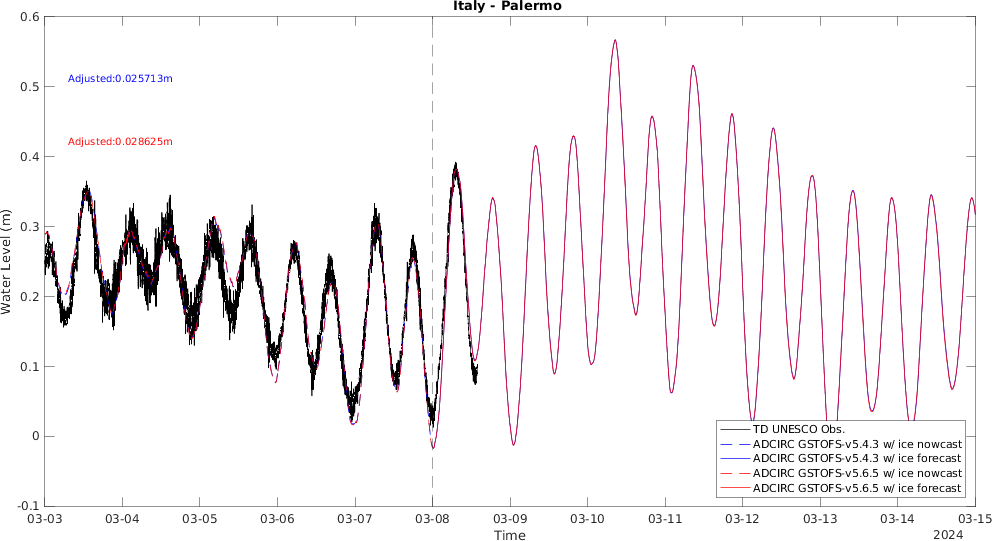 Italy - Palermo
0.6
0.5
0.4
0.3
0.2
0.1
0
-0.1
Water Level (m)
Adjusted:0.025713m
Adjusted:0.028625m
TD UNESCO Obs.
ADCIRC GSTOFS-v5.4.3 w/ ice nowcast
ADCIRC GSTOFS-v5.4.3 w/ ice forecast
ADCIRC GSTOFS-v5.6.5 w/ ice nowcast
ADCIRC GSTOFS-v5.6.5 w/ ice forecast
03-03 03-04 03-05 03-06 03-07 03-08 03-09 03-10 03-11 03-12 03-13 03-14 03-15
Time
2024